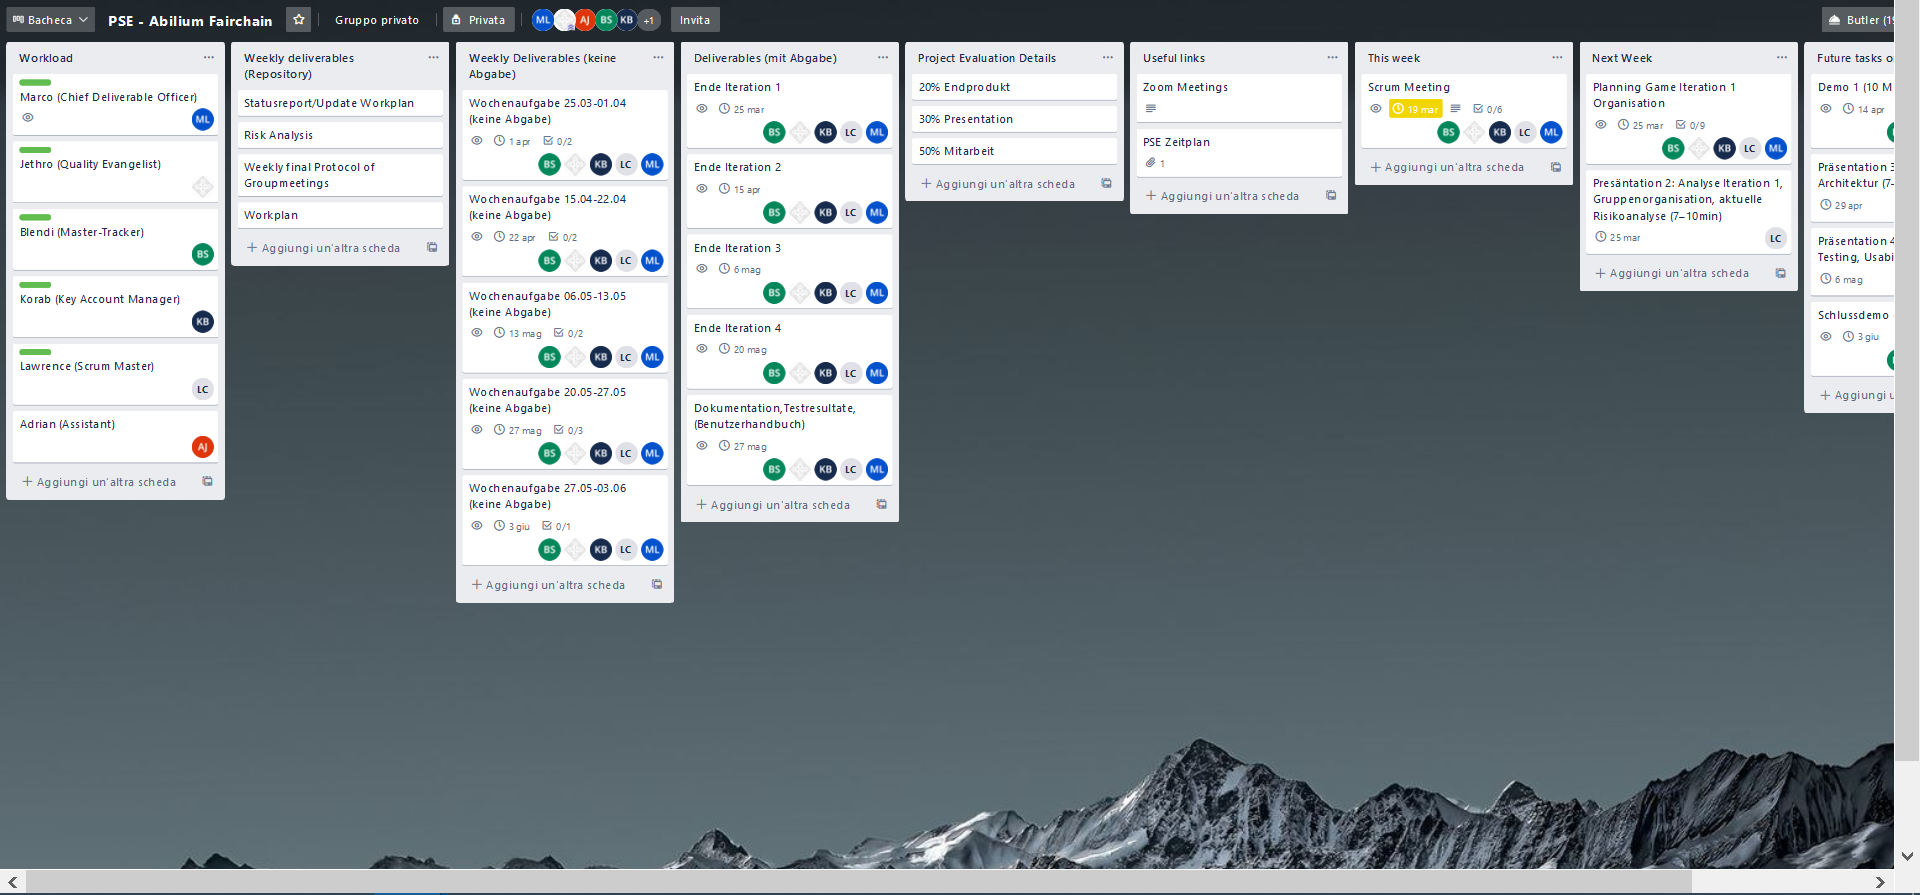 Bacheca
PSE - Abilium Fairchain
Gruppo privato
Privata
ML
AJ
BS
KB
+1
Invita
Butler (1
Workload
Marco (Chief Deliverable Officer)
ML
Jethro (Quality Evangelist)
Blendi (Master-Tracker)
BS
Korab (Key Account Manager)
KB
Lawrence (Scrum Master)
LC
Adrian (Assistant)
AJ
+ Aggiungi un'altra scheda
Weekly deliverables
(Repository)
Statusreport/Update Workplan
Risk Analysis
Weekly final Protocol of
Groupmeetings
Workplan
+ Aggiungi un'altra scheda
Weekly Deliverables (keine
Abgabe)
Wochenaufgabe 25.03-01.04
(keine Abgabe)
1 apr 0/2
BS KB LC ML
Wochenaufgabe 15.04-22.04
(keine Abgabe)
22 apr 0/2
BS KB LC ML
Wochenaufgabe 06.05-13.05
(keine Abgabe)
13 mag 0/2
BS KB LC ML
Wochenaufgabe 20.05-27.05
(keine Abgabe)
27 mag 0/3
BS KB LC ML
Wochenaufgabe 27.05-03.06
(keine Abgabe)
3 giu 0/1
BS KB LC ML
+ Aggiungi un'altra scheda
Deliverables (mit Abgabe)
Ende Iteration 1
25 mar
BS KB LC ML
Ende Iteration 2
15 apr
BS KB LC ML
Ende Iteration 3
6 mag
BS KB LC ML
Ende Iteration 4
20 mag
BS KB LC ML
Dokumentation,Testresultate,
(Benutzerhandbuch)
27 mag
BS KB LC ML
+ Aggiungi un'altra scheda
Project Evaluation Details
20% Endprodukt
30% Presentation
50% Mitarbeit
+ Aggiungi un'altra scheda
Useful links
Zoom Meetings
PSE Zeitplan
1
+ Aggiungi un'altra scheda
This week
Scrum Meeting
19 mar 0/6
BS KB LC ML
+ Aggiungi un'altra scheda
Next Week
Planning Game Iteration 1
Organisation
25 mar 0/9
BS KB LC ML
Presäntation 2: Analyse Iteration 1,
Gruppenorganisation, aktuelle
Risikoanalyse (7–10min)
25 mar
LC
+ Aggiungi un'altra scheda
Future tasks o
Demo 1 (10 M
14 apr
Präsentation 3
Architektur (7-
29 apr
Präsentation 4
Testing, Usabi
6 mag
Schlussdemo
3 giu
+ Aggiungi u